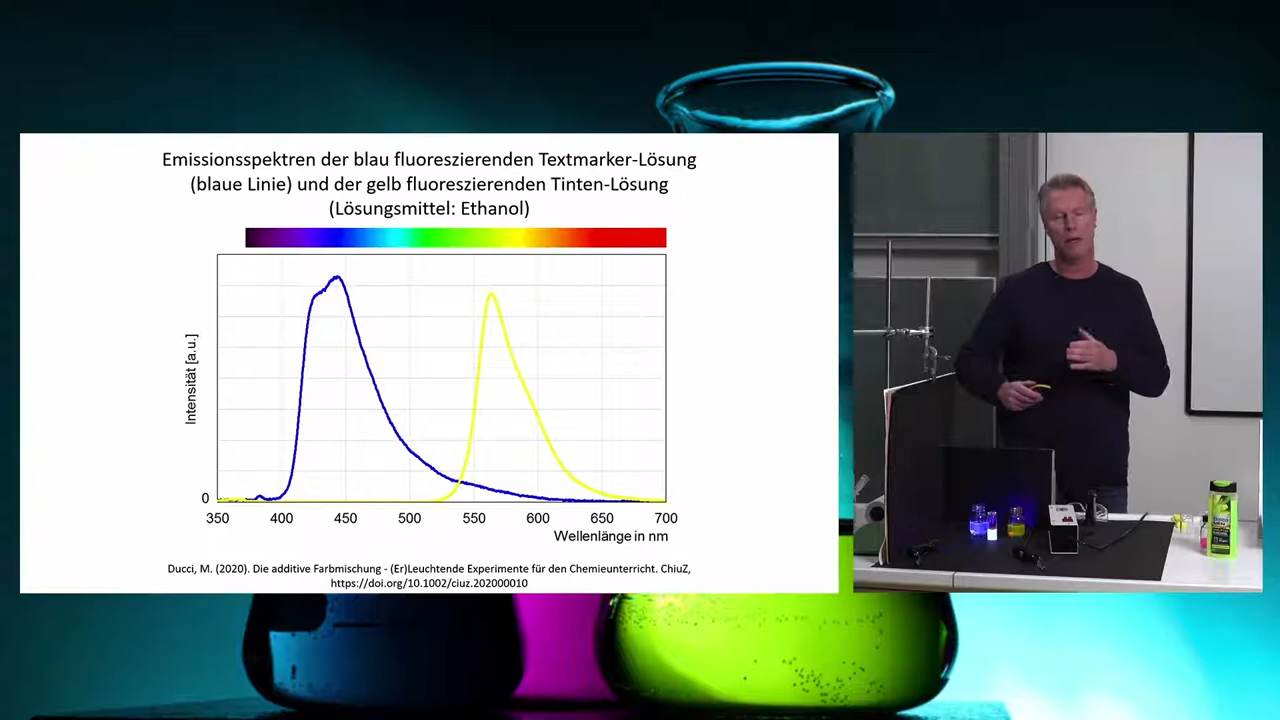 Emissionsspektren der blau fluoreszierenden Textmarker-Lösung
(blaue Linie) und der gelb fluoreszierenden Tinten-Lösung
(Lösungsmittel: Ethanol)
Intensität [a.u.]
0
350 400 450 500 550 600 650 700
Wellenlänge in nm
Ducci, M. (2020). Die additive Farbmischung - (Er)Leuchtende Experimente für den Chemieunterricht. ChiuZ,
https://doi.org/10.1002/ciuz.202000010